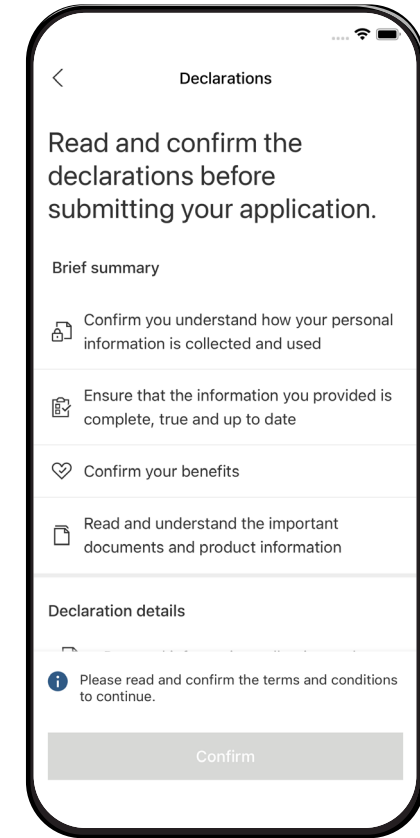 Declarations
Read and confirm the
declarations before
submitting your application.
Brief summary
Confirm you understand how your personal
information is collected and used
Ensure that the information you provided is
complete, true and up to date
Confirm your benefits
Read and understand the important
documents and product information
Declaration details
Please read and confirm the terms and conditions
to continue.
Confirm